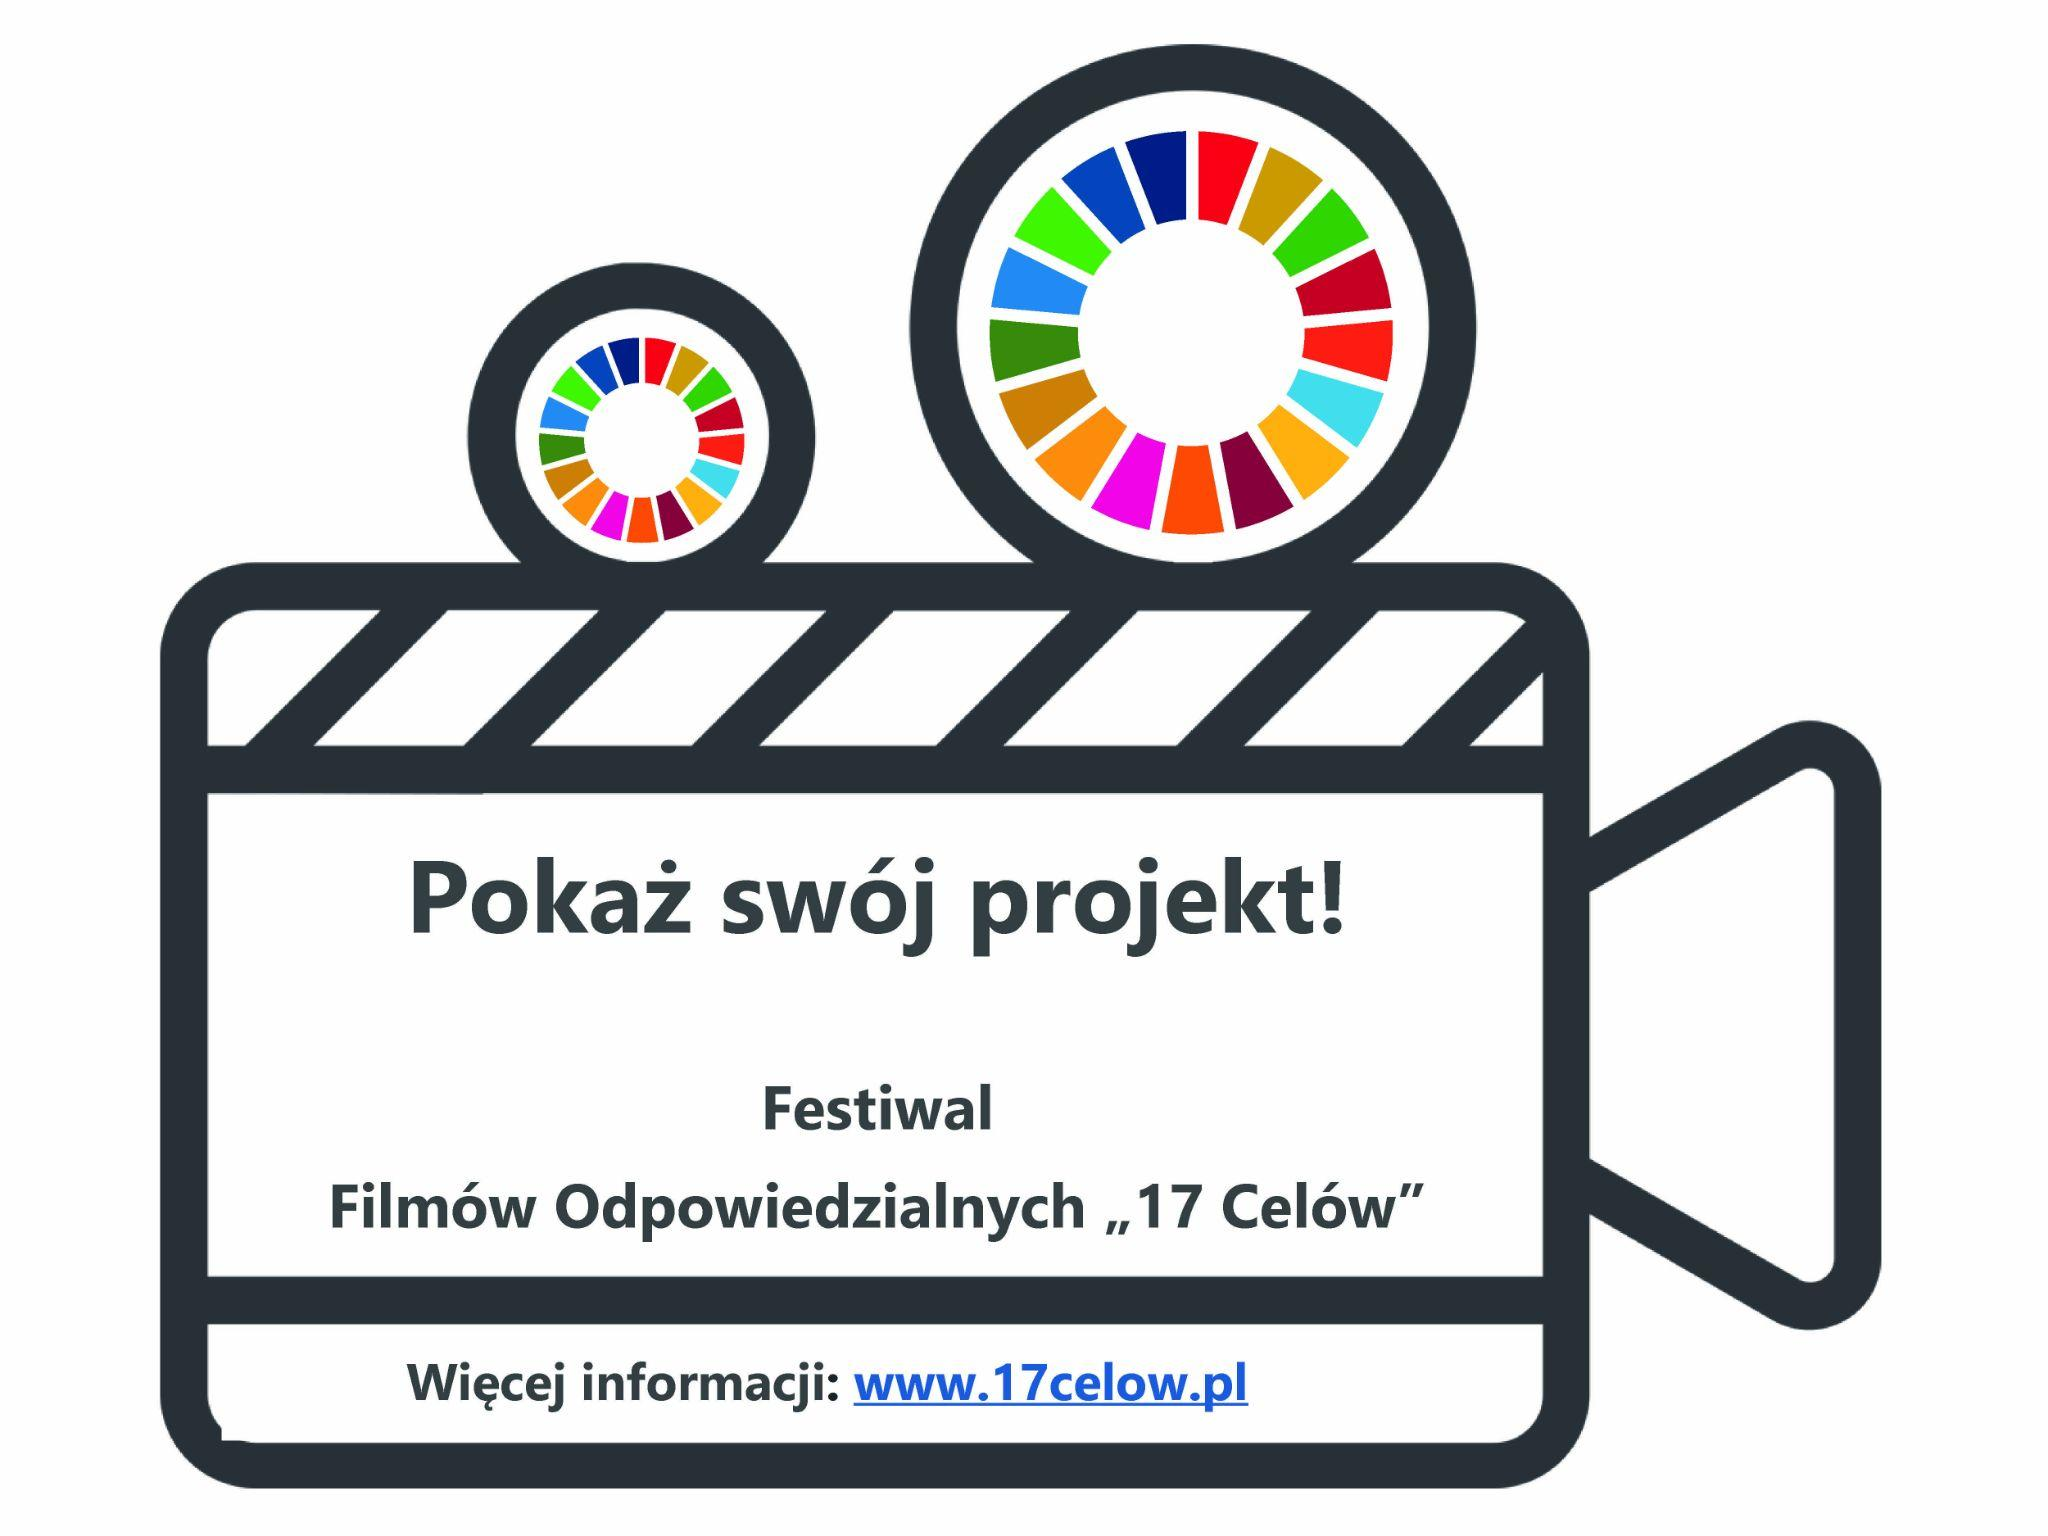 Pokaż swój projekt!
Festiwal
Filmów Odpowiedzialnych „17 Celów”
Więcej informacji: www.17celow.pl